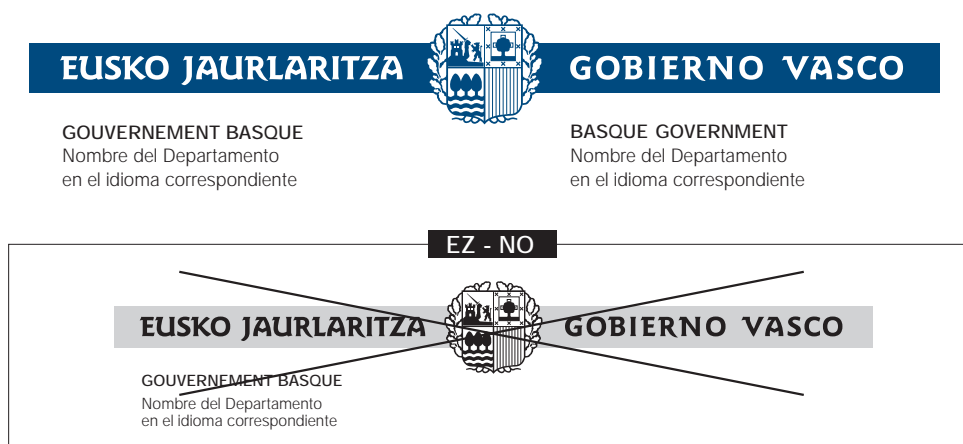 EUSKO JAURLARITZA GOBIERNO VASCO
GOUVERNEMENT BASQUE
Nombre del Departamento
en el idioma correspondiente
BASQUE GOVERNMENT
Nombre del Departamento
en el idioma correspondiente
EZ - NO
EUSKO JAURLARITZA GOBIERNO VASCO
GOUVERNEMENT BASQUE
Nombre del Departamento
en el idioma correspondiente